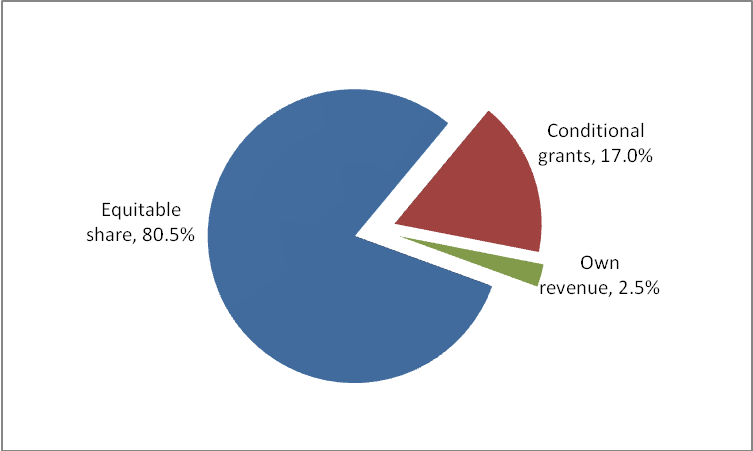 Conditional
grants, 17.0%
Equitable
share, 80.5%
Own
revenue, 2.5%